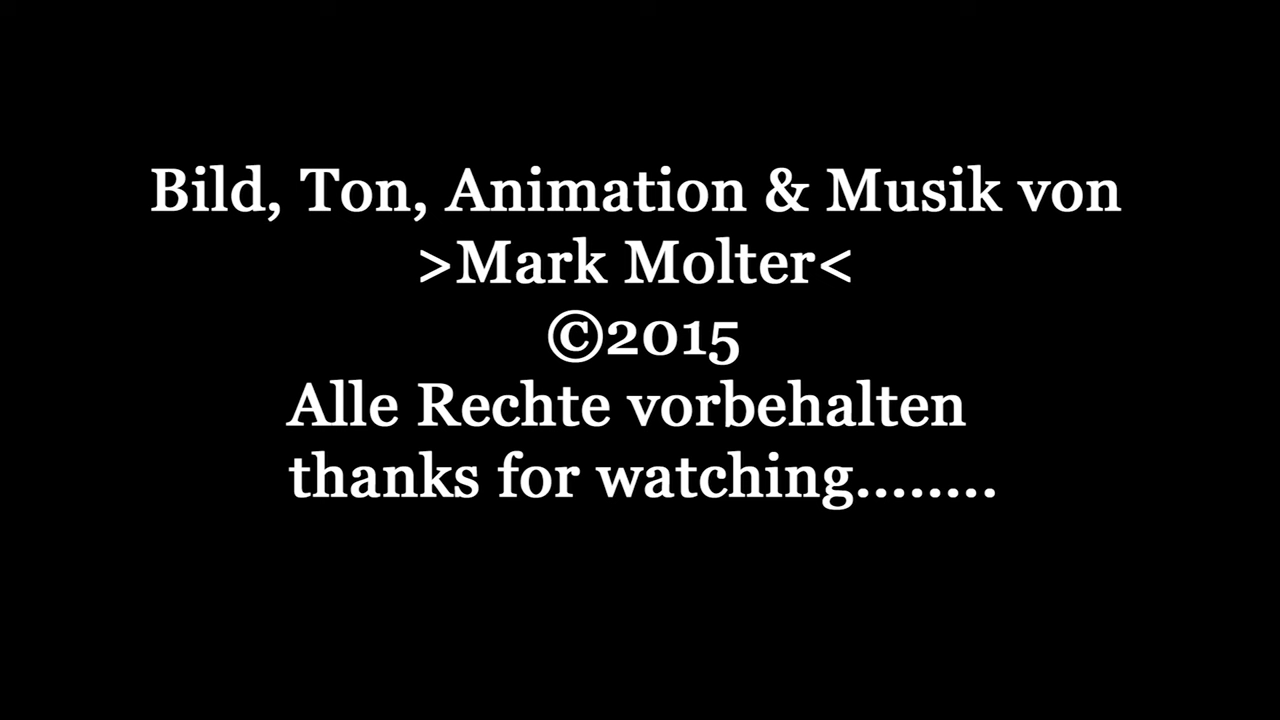 Bild, Ton, Animation & Musik von
>Mark Molter<
©2015
Alle Rechte vorbehalten
thanks for watching........